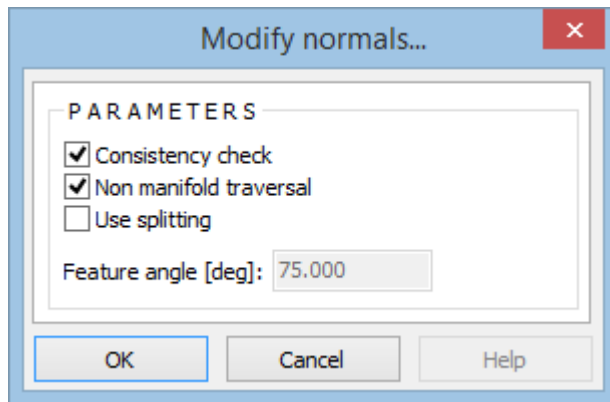 Modify normals...
PARAMETERS
Consistency check
Non manifold traversal
Use splitting
Feature angle [deg]: 75.000
OK Cancel Help